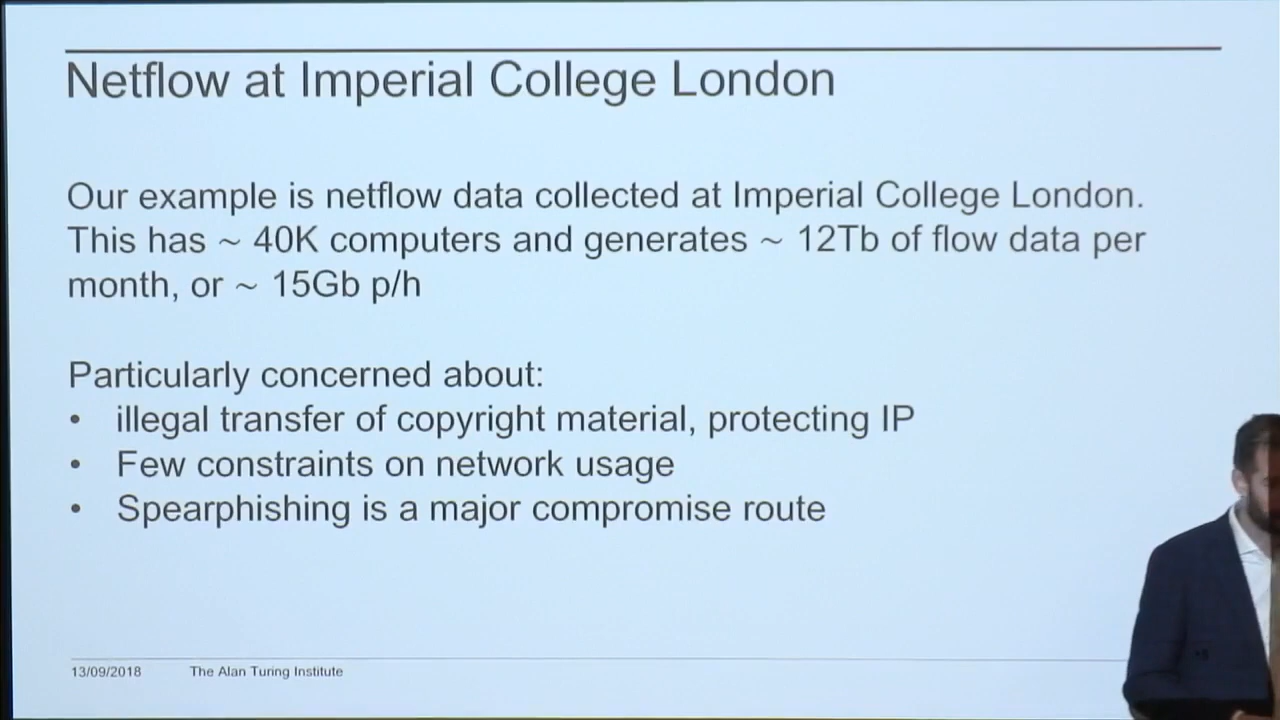 Netflow at Imperial College London
Our example is netflow data collected at Imperial College London.
This has ~ 40K computers and generates ~ 12Tb of flow data per
month, or ~ 15Gb p/h
Particularly concerned about:
• illegal transfer of copyright material, protecting IP
• Few constraints on network usage
• Spearphishing is a major compromise route
13/09/2018 The Alan Turing Institute